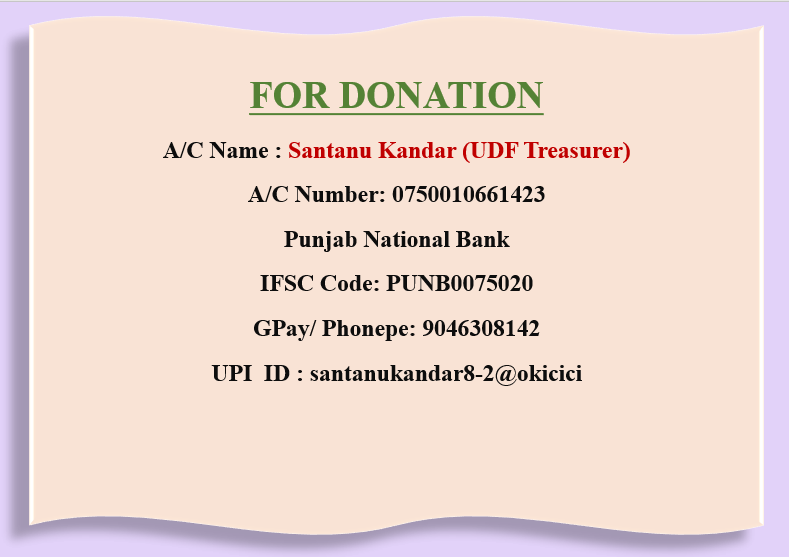 FOR DONATION
A/C Name : Santanu Kandar (UDF Treasurer)
A/C Number: 0750010661423
Punjab National Bank
IFSC Code: PUNB0075020
GPay/ Phonepe: 9046308142
UPI  ID : santanukandar8-2@okicici